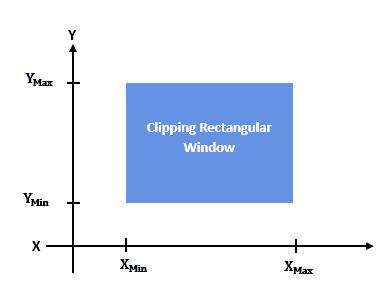 Y
YMax
Clipping Rectangular
Window
YMin
X
XMin
XMax